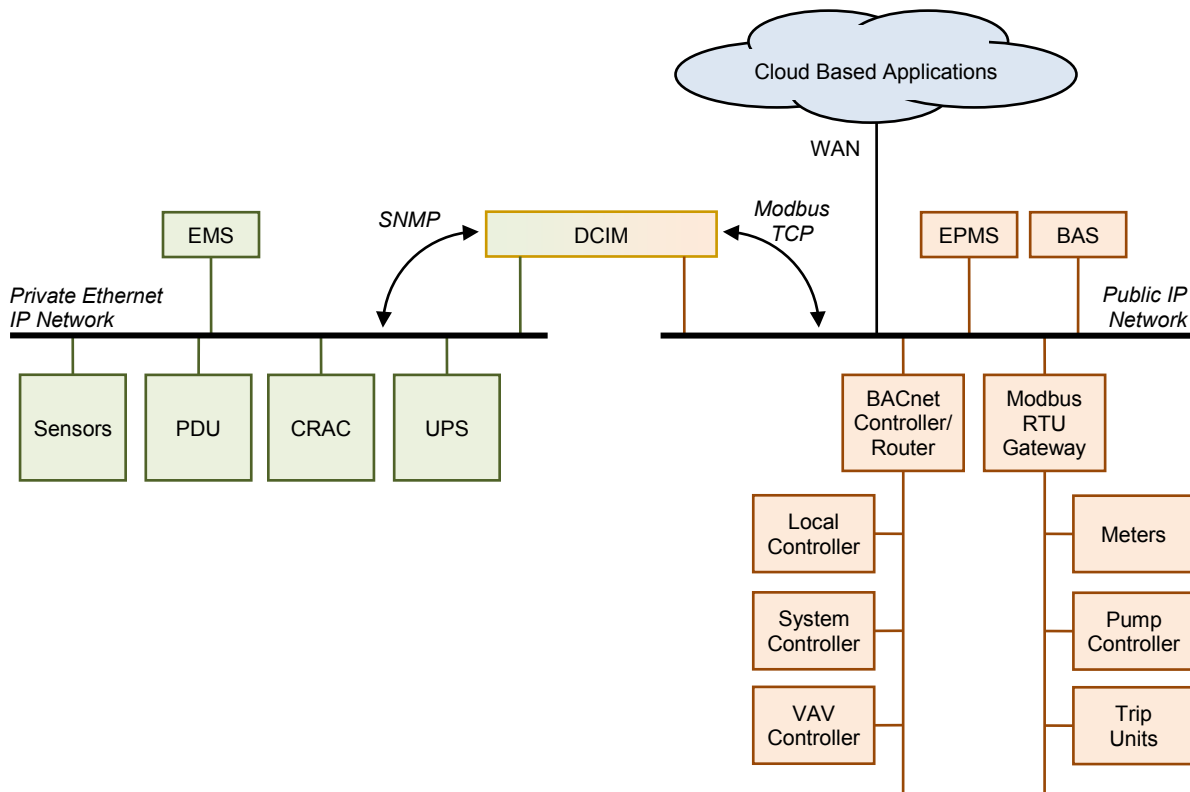 Cloud Based Applications
WAN
SNMP
Modbus
TCP
EMS
DCIM
EPMS
BAS
Private Ethernet
IP Network
Public IP
Network
Sensors
PDU
CRAC
UPS
BACnet
Controller/
Router
Modbus
RTU
Gateway
Local
Controller
Meters
System
Controller
Pump
Controller
VAV
Controller
Trip
Units